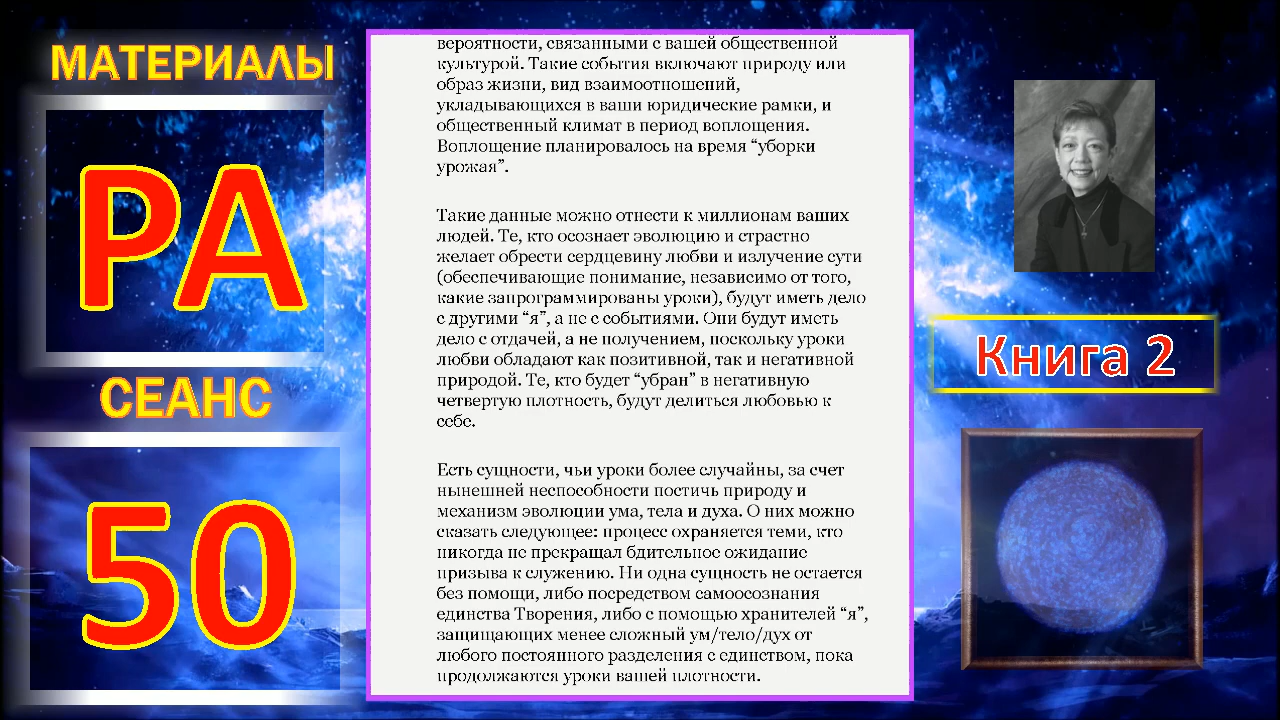 МАТЕРИАЛЫ
РА
СЕАНС
50
вероятности, связанными с вашей общественной
культурой. Такие события включают природу или
образ жизни, вид взаимоотношений,
укладывающихся в ваши юридические рамки, и
общественный климат в период воплощения.
Воплощение планировалось на время “уборки
урожая”.
Такие данные можно отнести к миллионам ваших
людей. Те, кто осознает эволюцию и страстно
желает обрести сердцевину любви и излучение сути
(обеспечивающие понимание, независимо от того,
какие запрограммированы уроки), будут иметь дело
с другими “я”, а не с событиями. Они будут иметь
дело с отдачей, а не получением, поскольку уроки
любви обладают как позитивной, так и негативной
природой. Те, кто будет “убран” в негативную
четвертую плотность, будут делиться любовью к
себе.
Есть сущности, чьи уроки более случайны, за счет
нынешней неспособности постичь природу и
механизм эволюции ума, тела и духа. О них можно
сказать следующее: процесс охраняется теми, кто
никогда не прекращал бдительное ожидание
призыва к служению. Ни одна сущность не остается
без помощи, либо посредством самоосознания
единства Творения, либо с помощью хранителей “я”,
защищающих менее сложный ум/тело/дух от
любого постоянного разделения с единством, пока
продолжаются уроки вашей плотности.
Книга 2